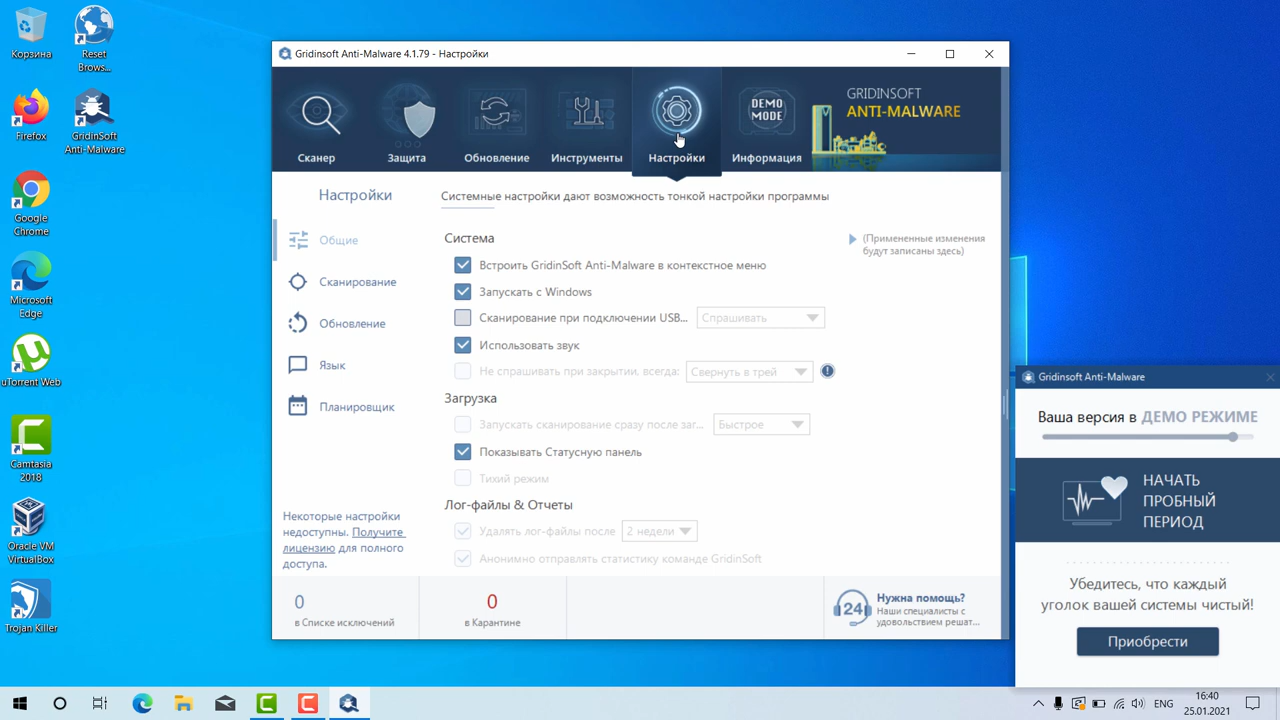 Корзина
Reset
Brows...
Firefox
GridinSoft
Anti-Malware
Google
Chrome
Microsoft
Edge
uTorrent Web
Camtasia
2018
Oracle VM
VirtualBox
Trojan Killer
Gridinsoft Anti-Malware 4.1.79 - Настройки
Сканер
Защита
Обновление
Инструменты
Настройки
DEMO
MODE
Информация
GRIDINSOFT
ANTI-MALWARE
Настройки
Общие
Сканирование
Обновление
Язык
Планировщик
Некоторые настройки
недоступны. Получите
лицензию для полного
доступа.
Системные настройки дают возможность тонкой настройки программы
Система
Встроить GridinSoft Anti-Malware в контекстное меню
Запускать с Windows
Сканирование при подключении USB... Спрашивать
Использовать звук
Не спрашивать при закрытии, всегда: Свернуть в трей
Загрузка
Запускать сканирование сразу после заг... Быстрое
Показывать Статусную панель
Тихий режим
Лог-файлы & Отчеты
Удалять лог-файлы после 2 недели
Анонимно отправлять статистику команде GridinSoft
(Примененные изменения
будут записаны здесь)
0
в Списке исключений
0
в Карантине
24
Нужна помощь?
Наши специалисты с
удовольствием решат...
Gridinsoft Anti-Malware
Ваша версия в ДЕМО РЕЖИМЕ
НАЧАТЬ
ПРОБНЫЙ
ПЕРИОД
Убедитесь, что каждый
уголок вашей системы чистый!
Приобрести
ENG
16:40
25.01.2021